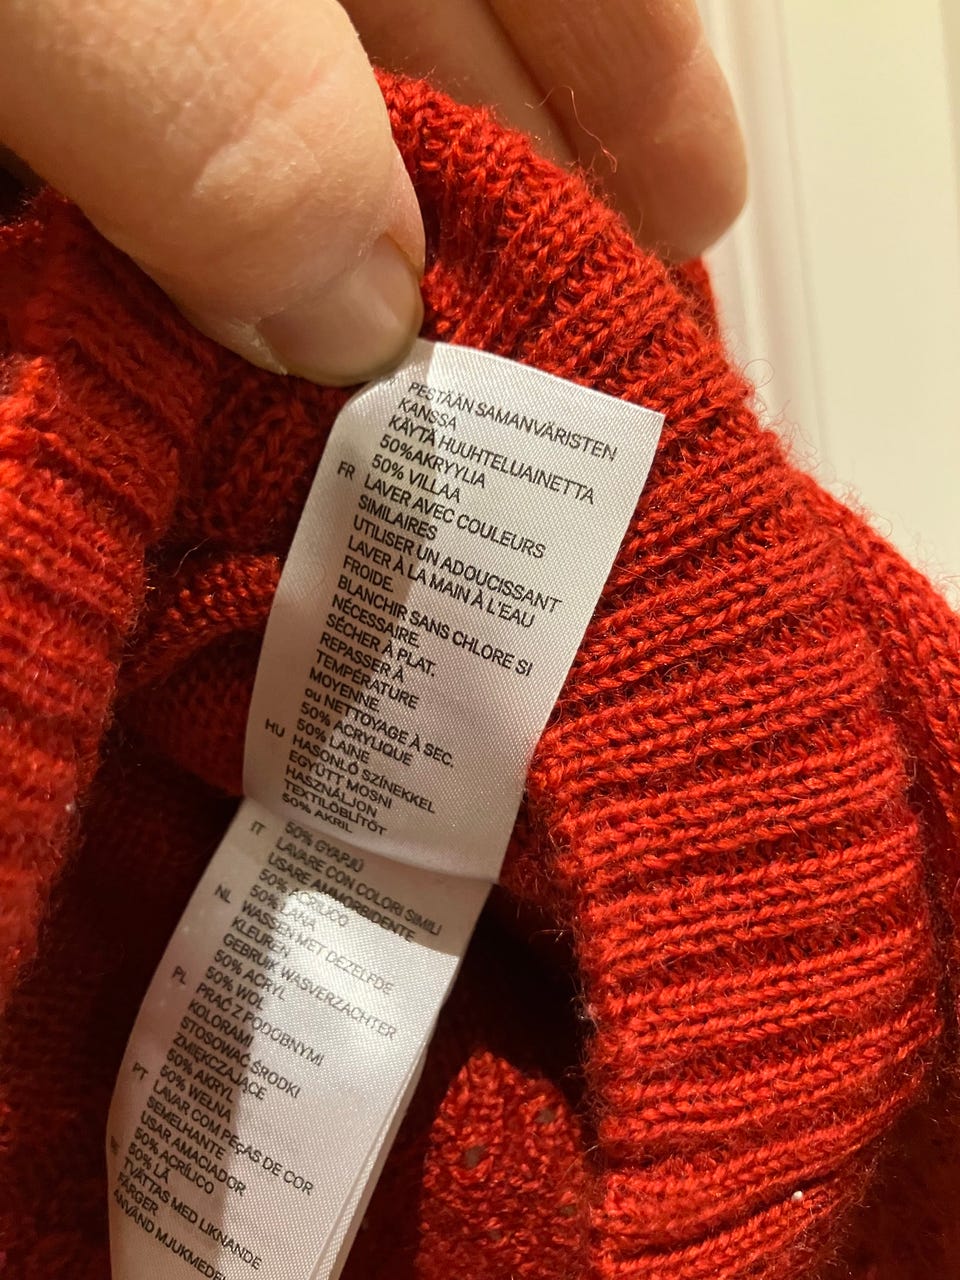 PESTÄÄN SAMANVÄRISTEN
KANSSA
KÄYTÄ HUUHTELUAINETTA
50%AKRYYLIA
50% VILLAA
FR LAVER AVEC COULEURS
SIMILAIRES
UTILISER UN ADOUCISSANT
LAVER À LA MAIN À L'EAU
FROIDE.
BLANCHIR SANS CHLORE SI
NÉCESSAIRE.
SÉCHER À PLAT.
REPASSER À
TEMPÉRATURE
MOYENNE
ou NETTOYAGE À SEC.
50% ACRYLIQUE
50% LAINE
HU HASONLÓ SZÍNEKKEL
EGYÜTT MOSNI
HASZNÁLJON
TEXTILÖBLÍTŐT
50% AKRIL
50% GYAPJÚ
IT LAVARE CON COLORI SIMILI
USARE AMMORBIDENTE
50% ACRILICO
50% LANA
NL WASSEN MET DEZELFDE
KLEUREN
GEBRUIK WASVERZACHTER
50% ACRYL
50% WOL
PL PRAĆ Z PODOBNYMI
KOLORAMI
STOSOWAĆ ŚRODKI
ZMIĘKCZAJĄCE
50% AKRYL
50% WEŁNA
PT LAVAR COM PEÇAS DE COR
SEMELHANTE
USAR AMACIADOR
50% ACRÍLICO
50% LÃ
TVÄTTAS MED LIKNANDE
FÄRGER
ANVÄND MJUKMEDEL